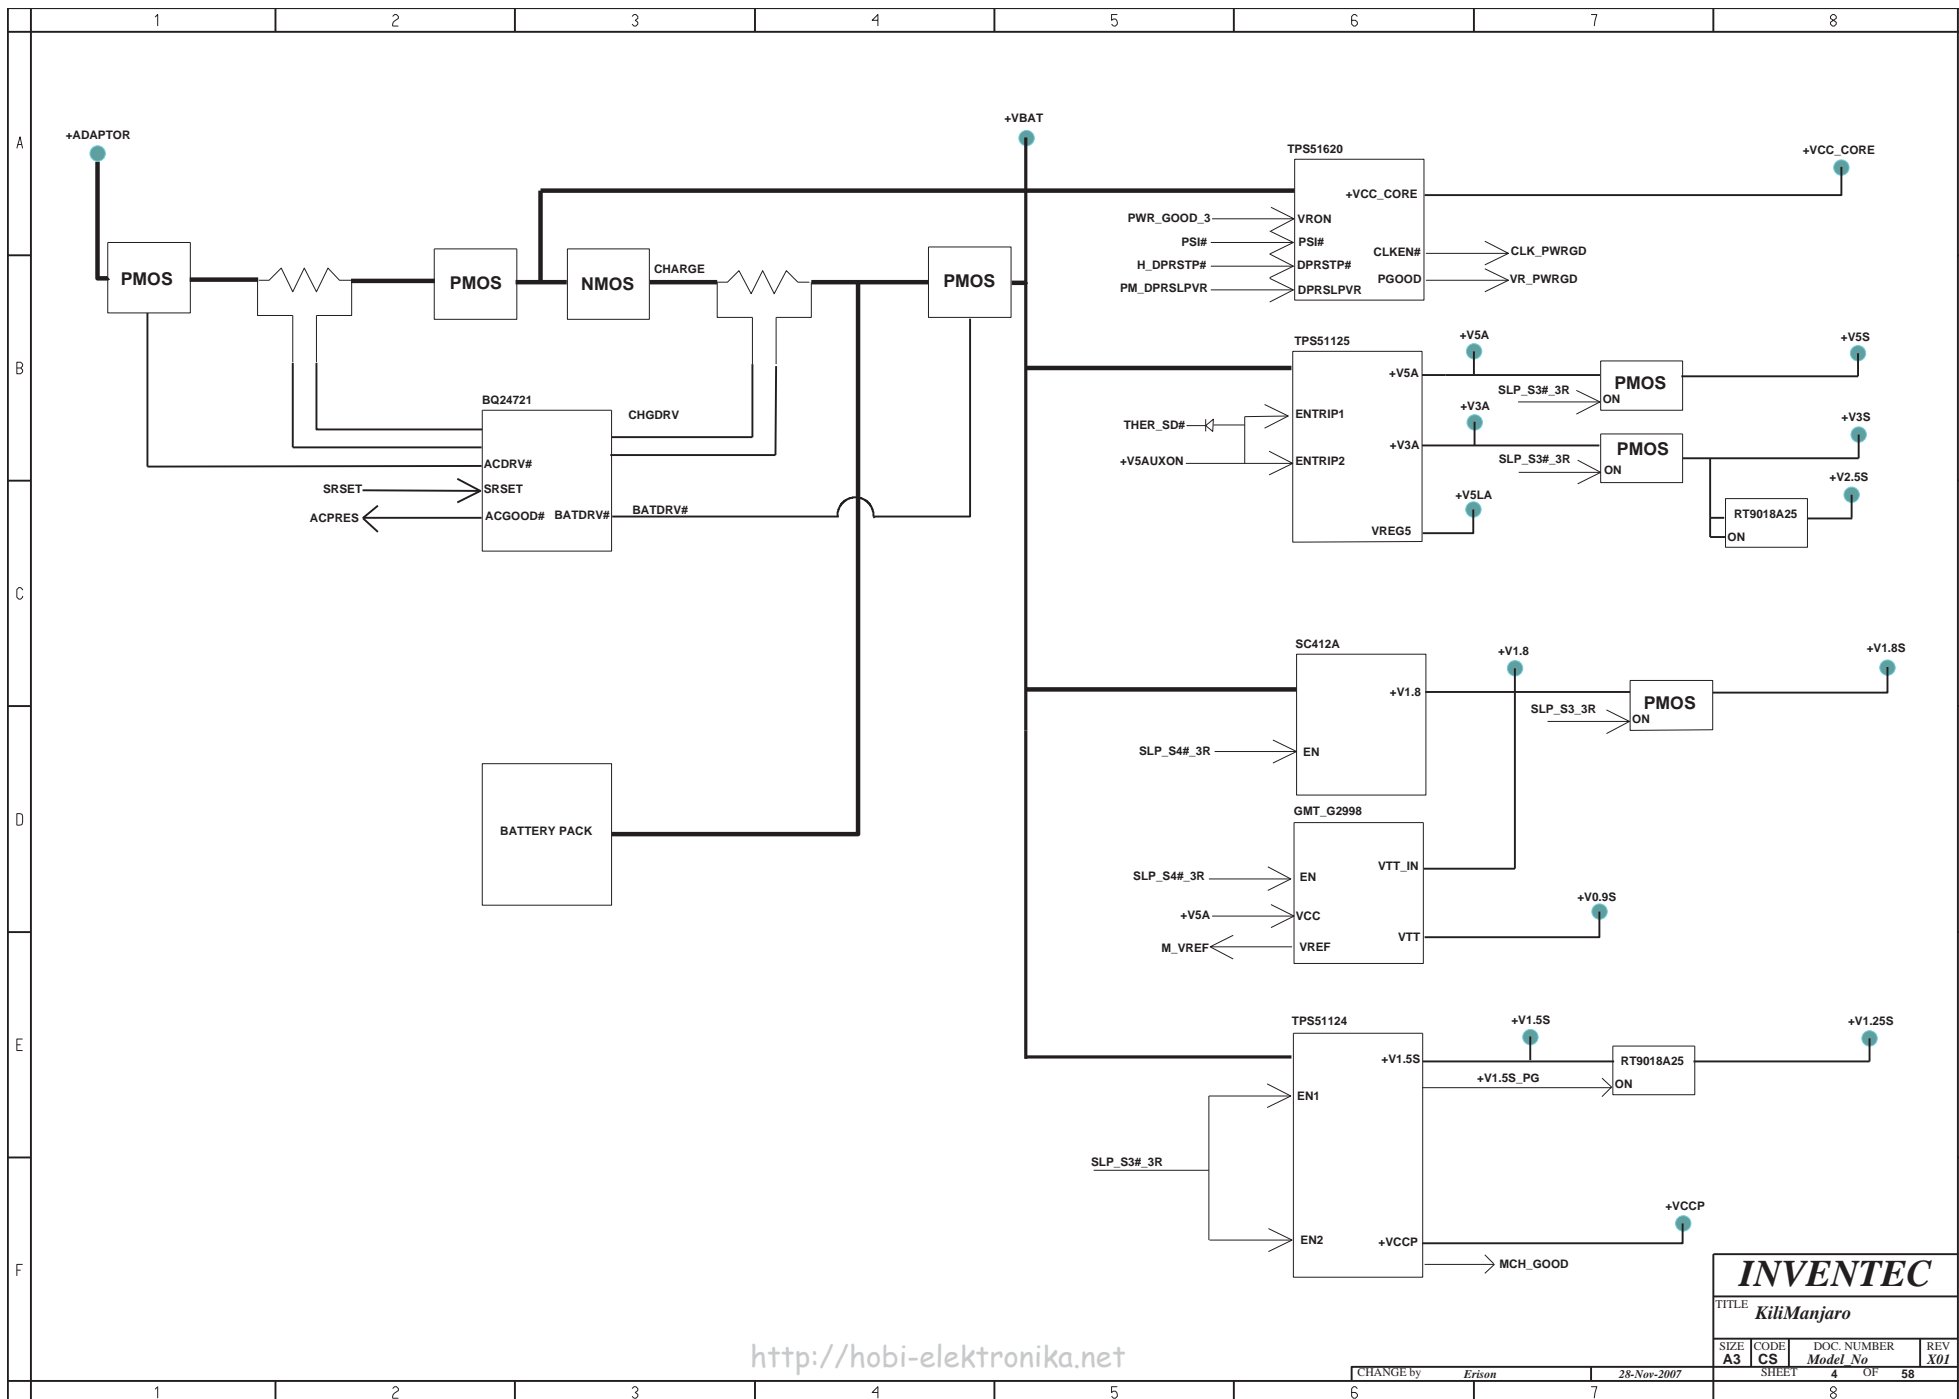 1 2 3 4 5 6 7 8
A
B
C
D
E
F
+ADAPTOR
PMOS
PMOS
NMOS
CHARGE
PMOS
BQ24721
CHGDRV
ACDRV#
SRSET
SRSET
ACPRES
ACGOOD#
BATDRV#
BATDRV#
BATTERY PACK
+VBAT
TPS51620
+VCC_CORE
+VCC_CORE
PWR_GOOD_3
VRON
PSI#
PSI#
H_DPRSTP#
DPRSTP#
PM_DPRSLPVR
DPRSLPVR
CLKEN#
CLK_PWRGD
PGOOD
VR_PWRGD
TPS51125
+V5A
+V5A
SLP_S3#_3R
PMOS
ON
+V5S
THER_SD#
ENTRIP1
+V5AUXON
ENTRIP2
+V3A
+V3A
SLP_S3#_3R
PMOS
ON
+V3S
+V2.5S
RT9018A25
ON
+V5LA
VREG5
SC412A
+V1.8
+V1.8
SLP_S3_3R
PMOS
ON
+V1.8S
SLP_S4#_3R
EN
GMT_G2998
VTT_IN
SLP_S4#_3R
EN
+V5A
VCC
M_VREF
VREF
VTT
+V0.9S
TPS51124
+V1.5S
+V1.5S
+V1.5S_PG
RT9018A25
ON
+V1.25S
EN1
SLP_S3#_3R
EN2
+VCCP
+VCCP
MCH_GOOD
INVENTEC
TITLE KiliManjaro
SIZE CODE DOC. NUMBER REV
A3 CS Model_No X01
CHANGE by Erison 28-Nov-2007 SHEET 4 OF 58
http://hobi-elektronika.net
1 2 3 4 5 6 7 8